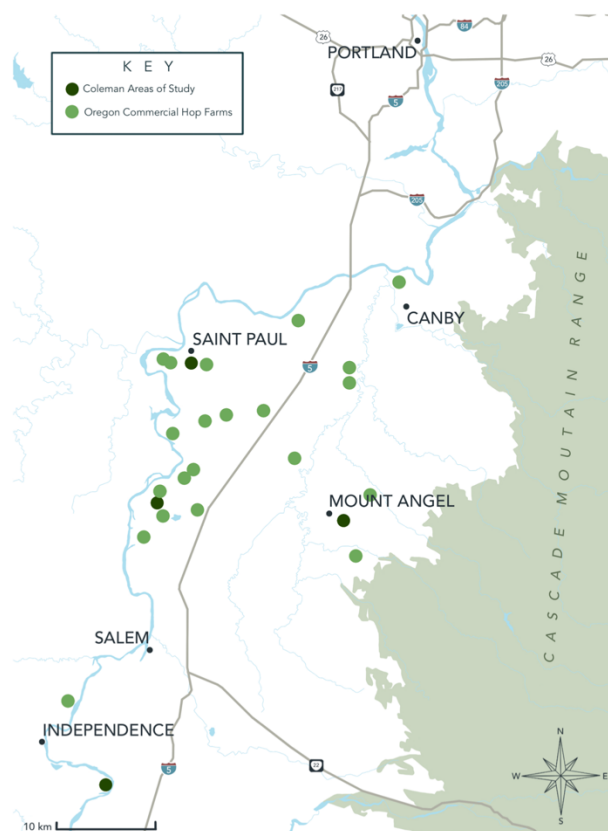 26
84
PORTLAND
26
K E Y
Coleman Areas of Study
Oregon Commercial Hop Farms
217
5
205
205
CASCADE MOUTAIN RANGE
CANBY
SAINT PAUL
5
MOUNT ANGEL
SALEM
INDEPENDENCE
5
22
N
W
E
S
10 km